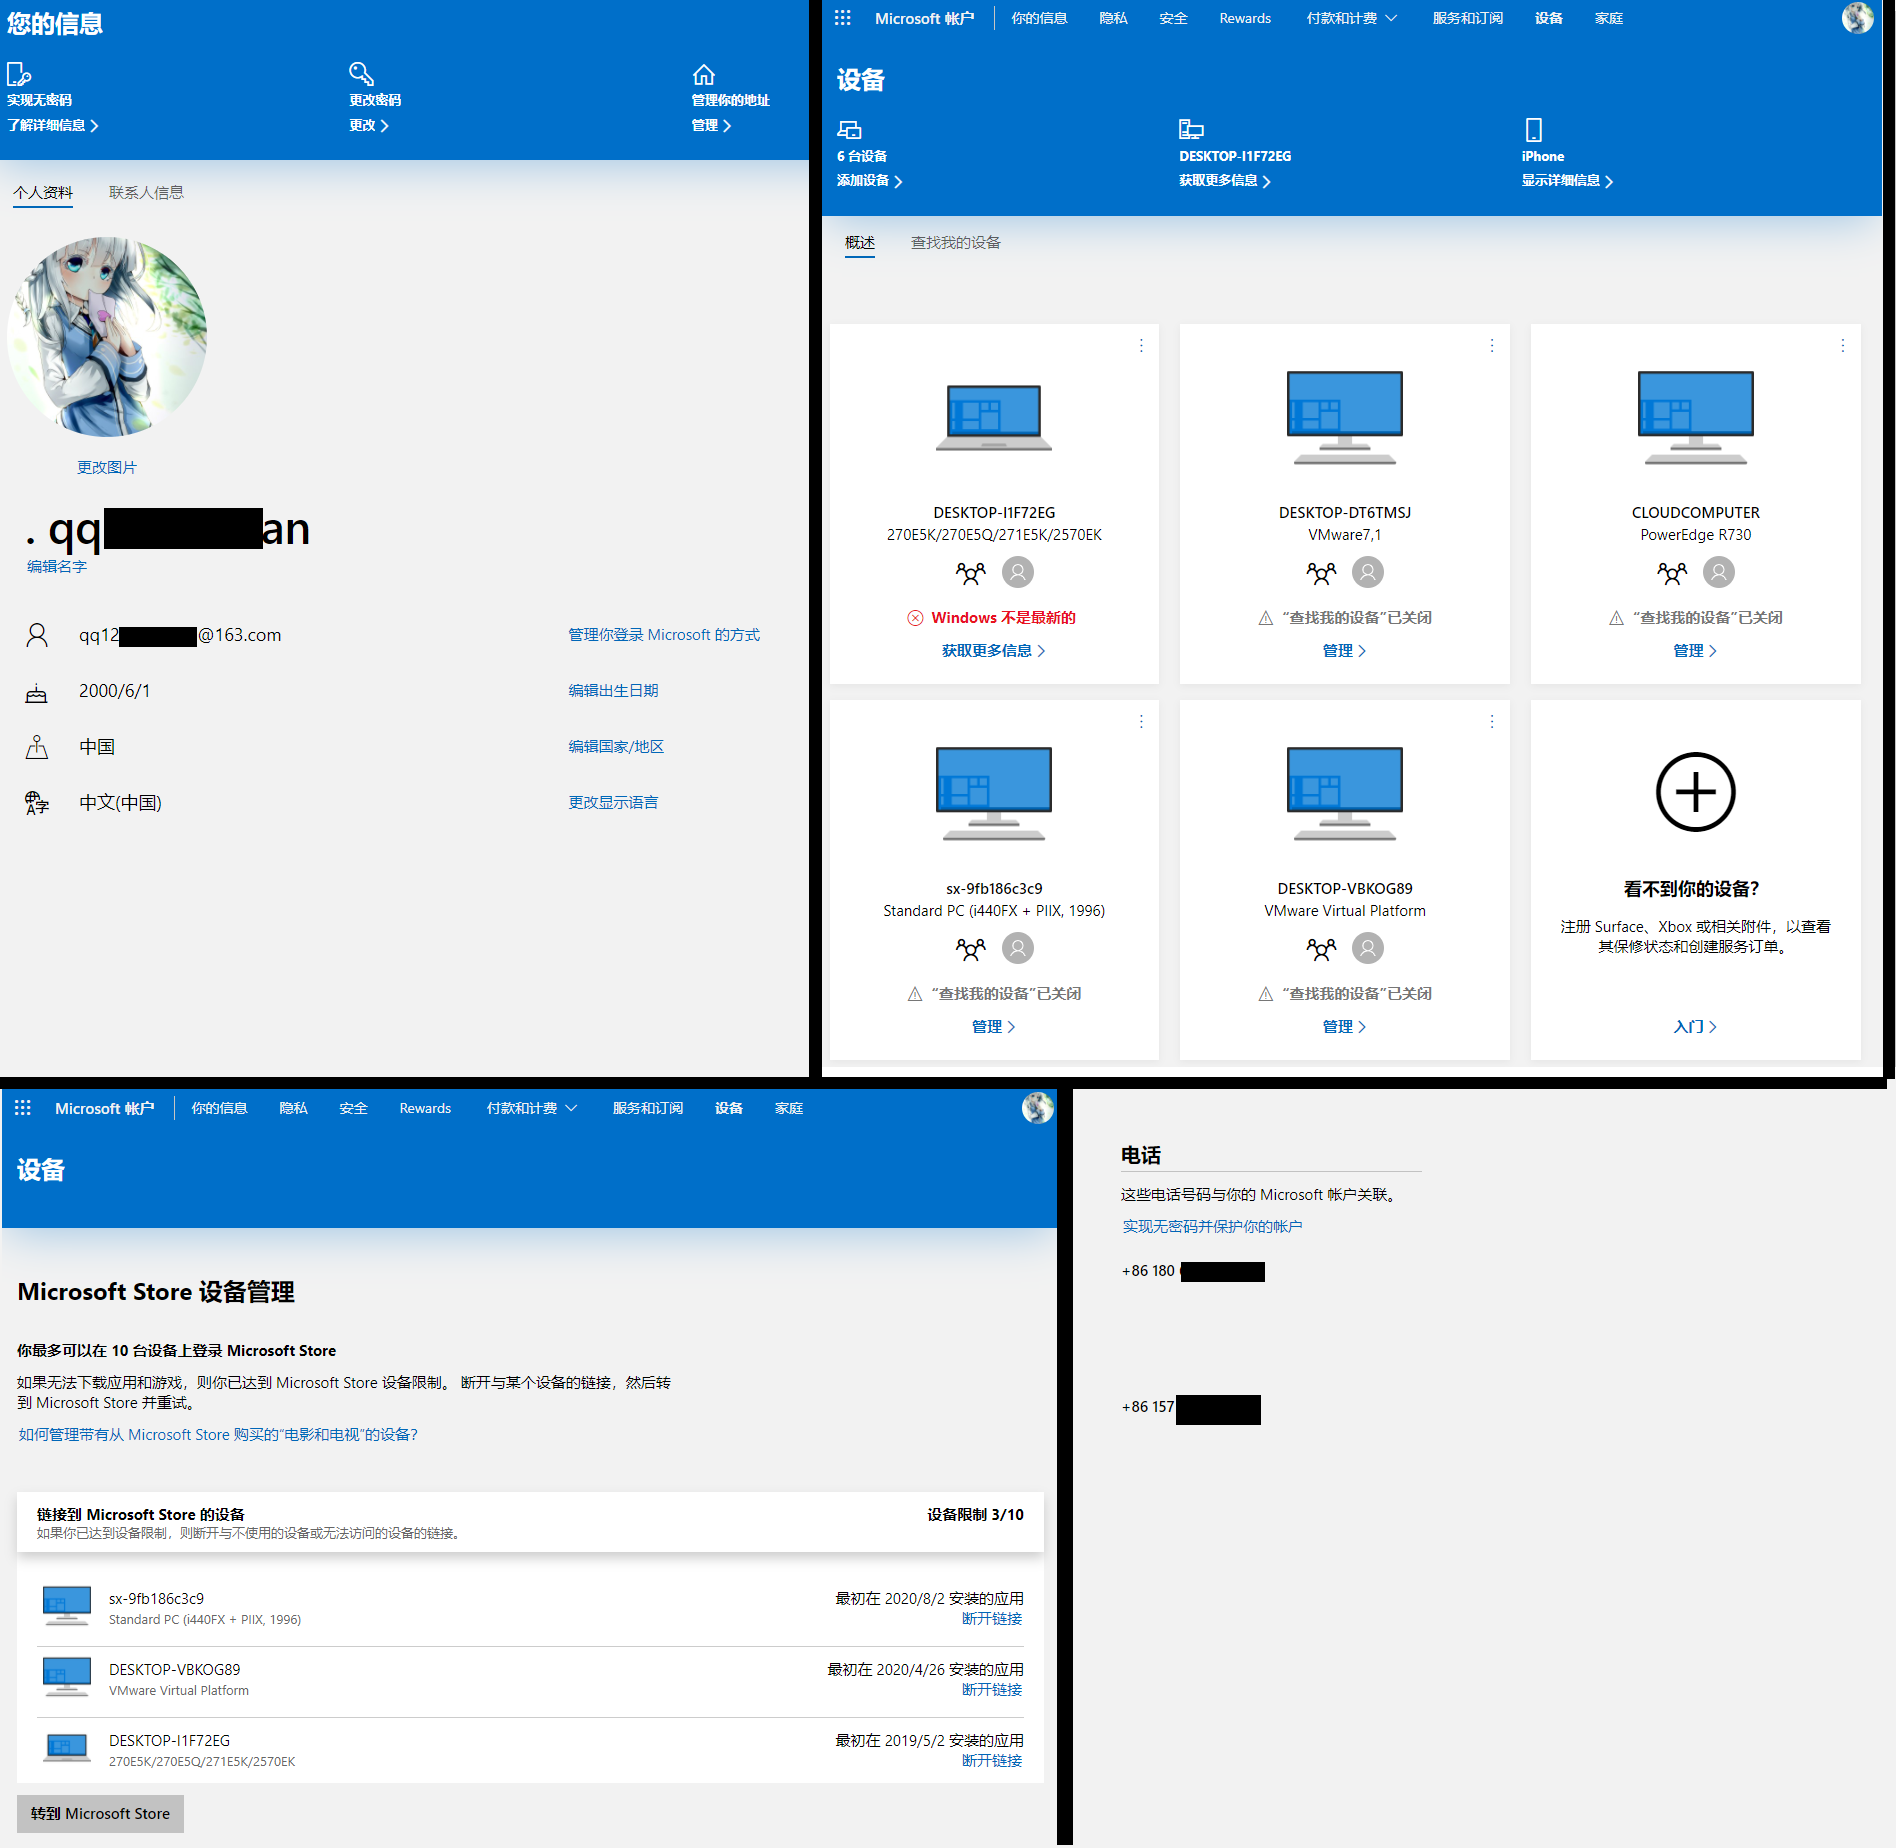 您的信息
实现无密码
了解详细信息
更改密码
更改
管理你的地址
管理
个人资料
联系人信息
更改图片
. qq an
编辑名字
qq12 @163.com
管理你登录 Microsoft 的方式
2000/6/1
编辑出生日期
中国
编辑国家/地区
中文(中国)
更改显示语言
Microsoft 帐户
你的信息
隐私
安全
Rewards
付款和计费
服务和订阅
设备
家庭
设备
6 台设备
添加设备
DESKTOP-I1F72EG
获取更多信息
iPhone
显示详细信息
概述
查找我的设备
DESKTOP-I1F72EG
270E5K/270E5Q/271E5K/2570EK
Windows 不是最新的
获取更多信息
DESKTOP-DT6TMSJ
VMware7,1
“查找我的设备”已关闭
管理
CLOUDCOMPUTER
PowerEdge R730
“查找我的设备”已关闭
管理
sx-9fb186c3c9
Standard PC (i440FX + PIIX, 1996)
“查找我的设备”已关闭
管理
DESKTOP-VBKOG89
VMware Virtual Platform
“查找我的设备”已关闭
管理
看不到你的设备?
注册 Surface、Xbox 或相关附件，以查看
其保修状态和创建服务订单。
入门
Microsoft 帐户
你的信息
隐私
安全
Rewards
付款和计费
服务和订阅
设备
家庭
设备
Microsoft Store 设备管理
你最多可以在 10 台设备上登录 Microsoft Store
如果无法下载应用和游戏，则你已达到 Microsoft Store 设备限制。 断开与某个设备的链接，然后转
到 Microsoft Store 并重试。
如何管理带有从 Microsoft Store 购买的“电影和电视”的设备?
链接到 Microsoft Store 的设备
设备限制 3/10
如果你已达到设备限制，则断开与不使用的设备或无法访问的设备的链接。
sx-9fb186c3c9
Standard PC (i440FX + PIIX, 1996)
最初在 2020/8/2 安装的应用
断开链接
DESKTOP-VBKOG89
VMware Virtual Platform
最初在 2020/4/26 安装的应用
断开链接
DESKTOP-I1F72EG
270E5K/270E5Q/271E5K/2570EK
最初在 2019/5/2 安装的应用
断开链接
转到 Microsoft Store
电话
这些电话号码与你的 Microsoft 帐户关联。
实现无密码并保护你的帐户
+86 180
+86 157